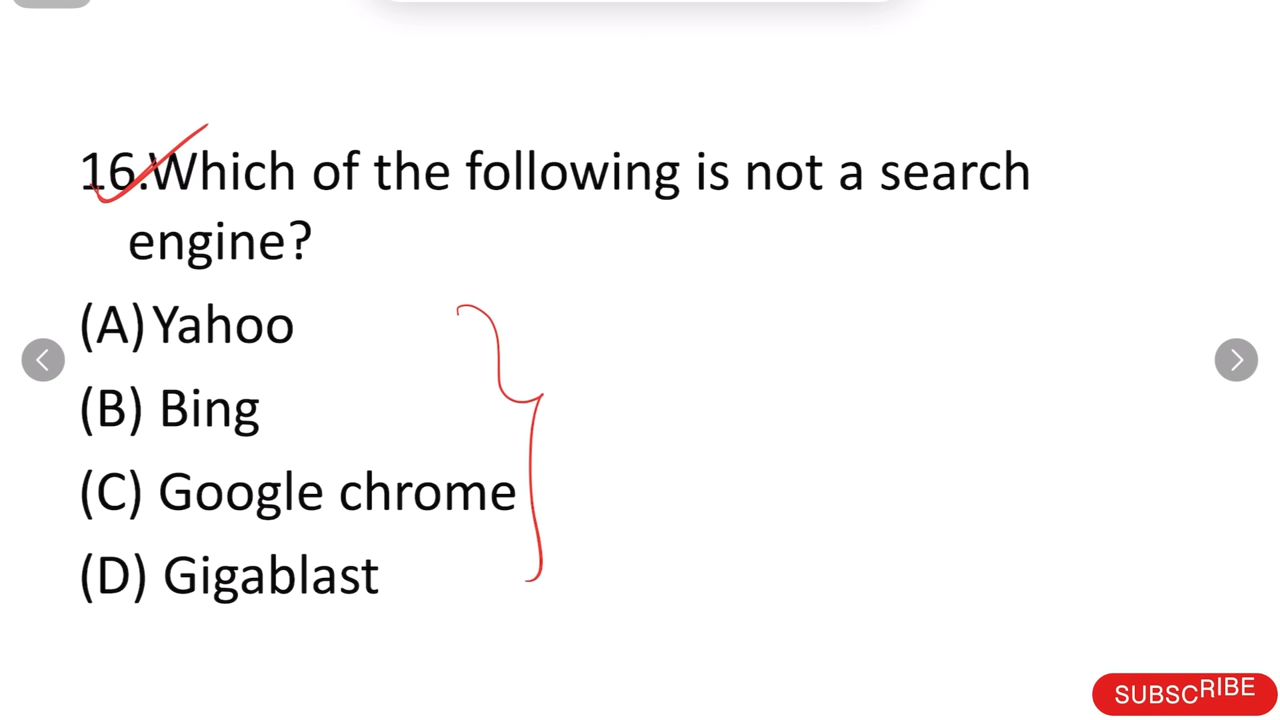 16.Which of the following is not a search
engine?
(A) Yahoo
(B) Bing
(C) Google chrome
(D) Gigablast
SUBSCRIBE